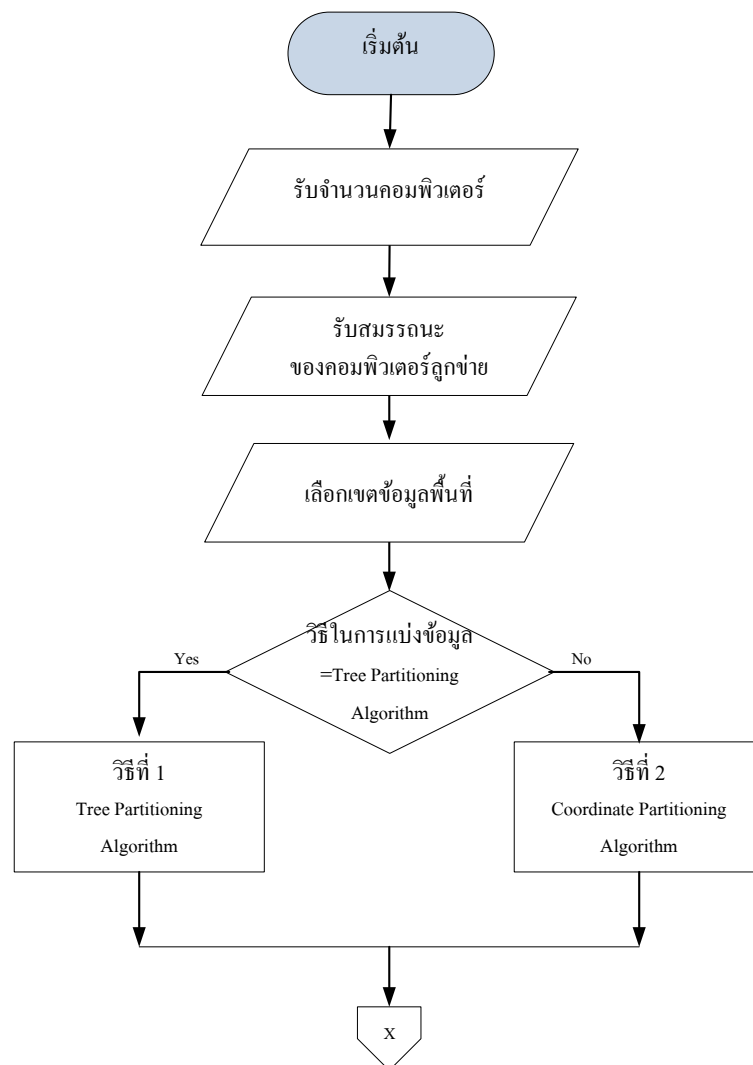 เริ่มต้น
รับจำนวนคอมพิวเตอร์
รับสมรรถนะ
ของคอมพิวเตอร์ลูกข่าย
เลือกเขตข้อมูลพื้นที่
วิธีในการแบ่งข้อมูล
=Tree Partitioning
Algorithm
Yes
No
วิธีที่ 1
Tree Partitioning
Algorithm
วิธีที่ 2
Coordinate Partitioning
Algorithm
X